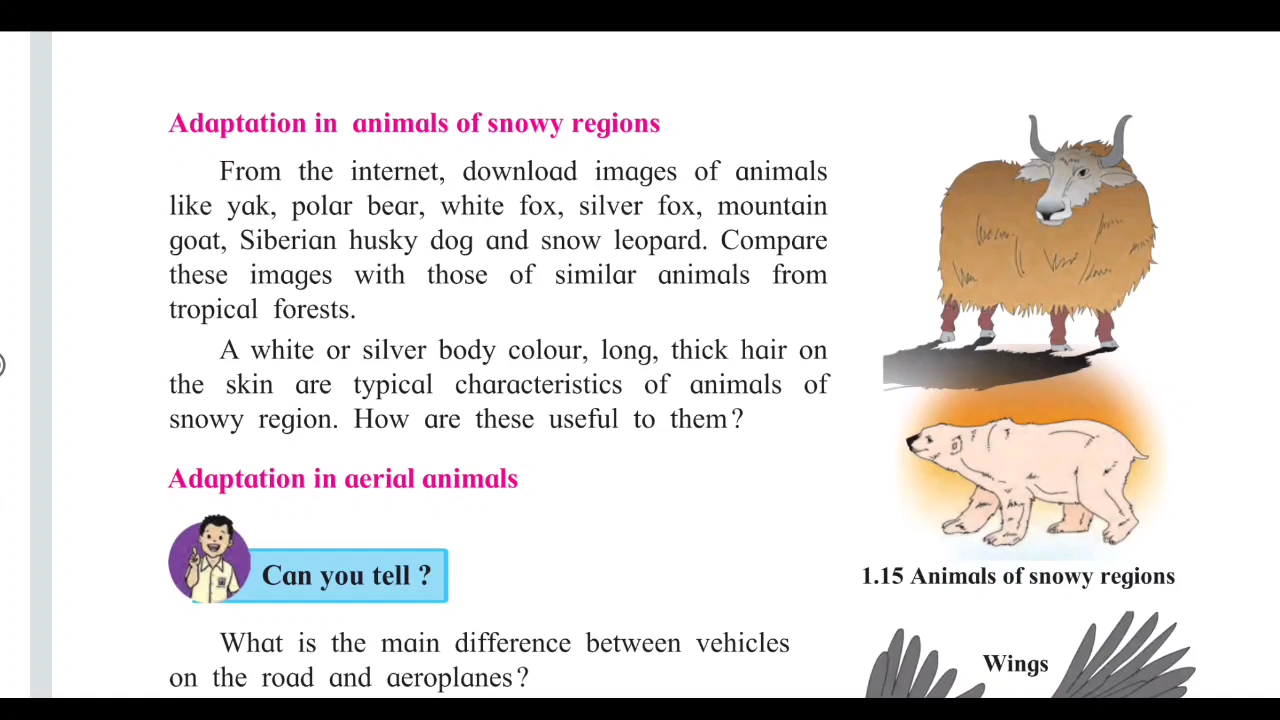 Adaptation in animals of snowy regions
From the internet, download images of animals
like yak, polar bear, white fox, silver fox, mountain
goat, Siberian husky dog and snow leopard. Compare
these images with those of similar animals from
tropical forests.
A white or silver body colour, long, thick hair on
the skin are typical characteristics of animals of
snowy region. How are these useful to them?
Adaptation in aerial animals
Can you tell ?
What is the main difference between vehicles
on the road and aeroplanes?
1.15 Animals of snowy regions
Wings